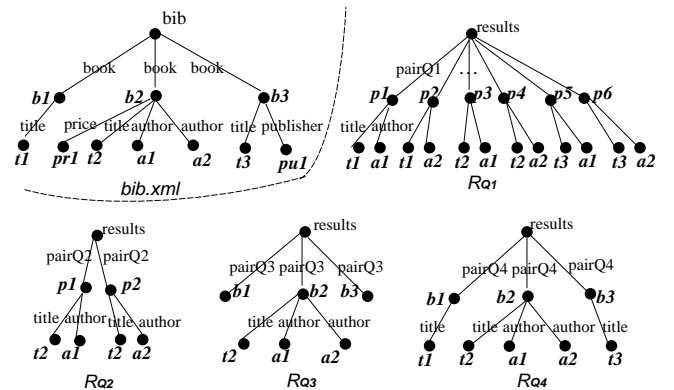 bib
book book book
b1 b2 b3
title price title author author title publisher
t1 pr1 t2 a1 a2 t3 pu1
bib.xml
results
pairQ1 ...
p1 p2 p3 p4 p5 p6
title author
t1 a1 t1 a2 t2 a1 t2 a2 t3 a1 t3 a2
RQ1
results
pairQ2 pairQ2
p1 p2
title author title author
t2 a1 t2 a2
RQ2
results
pairQ3 pairQ3 pairQ3
b1 b2 b3
title author author
t2 a1 a2
RQ3
results
pairQ4 pairQ4 pairQ4
b1 b2 b3
title title author author title
t1 t2 a1 a2 t3
RQ4